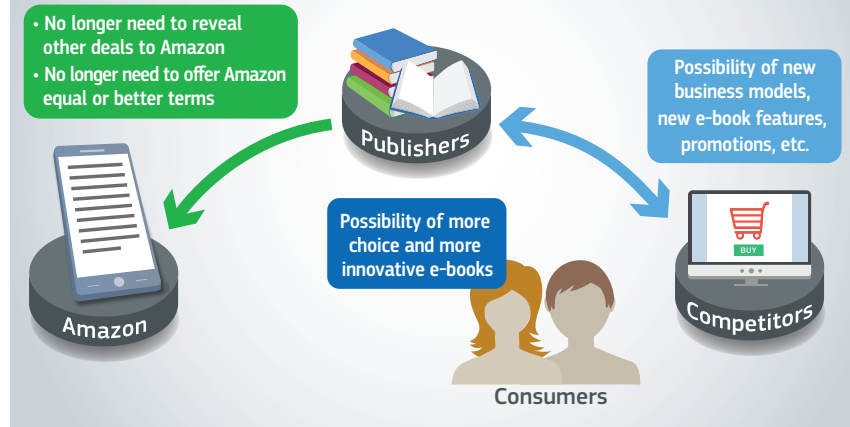 • No longer need to reveal
other deals to Amazon
• No longer need to offer Amazon
equal or better terms
Publishers
Possibility of new
business models,
new e-book features,
promotions, etc.
Amazon
Possibility of more
choice and more
innovative e-books
BUY
Competitors
Consumers